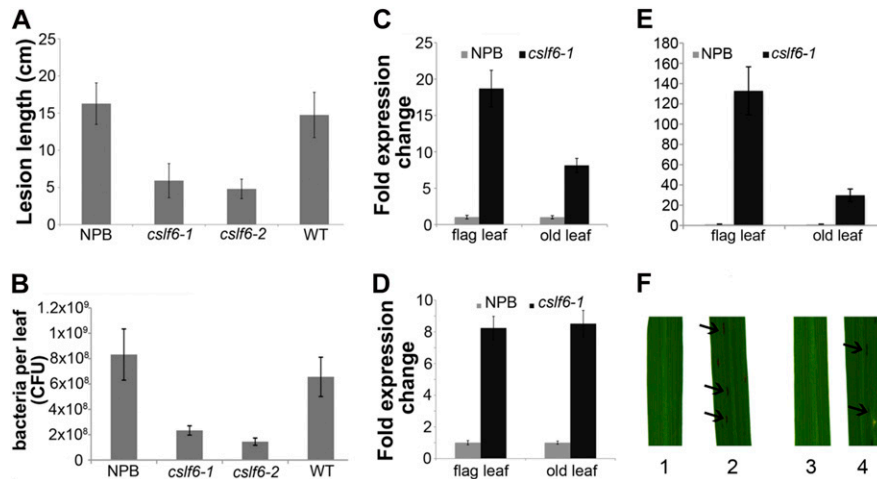 A
Lesion length (cm)
20
15
10
5
0
NPB
cslf6-1
cslf6-2
WT
B
bacteria per leaf
(CFU)
1.2x10⁹
1x10⁹
8x10⁸
6x10⁸
4x10⁸
2x10⁸
0
NPB
cslf6-1
cslf6-2
WT
C
NPB
cslf6-1
Fold expression
change
25
20
15
10
5
0
flag leaf
old leaf
D
NPB
cslf6-1
Fold expression
change
10
8
6
4
2
0
flag leaf
old leaf
E
NPB
cslf6-1
180
160
140
120
100
80
60
40
20
0
flag leaf
old leaf
F
1 2 3 4